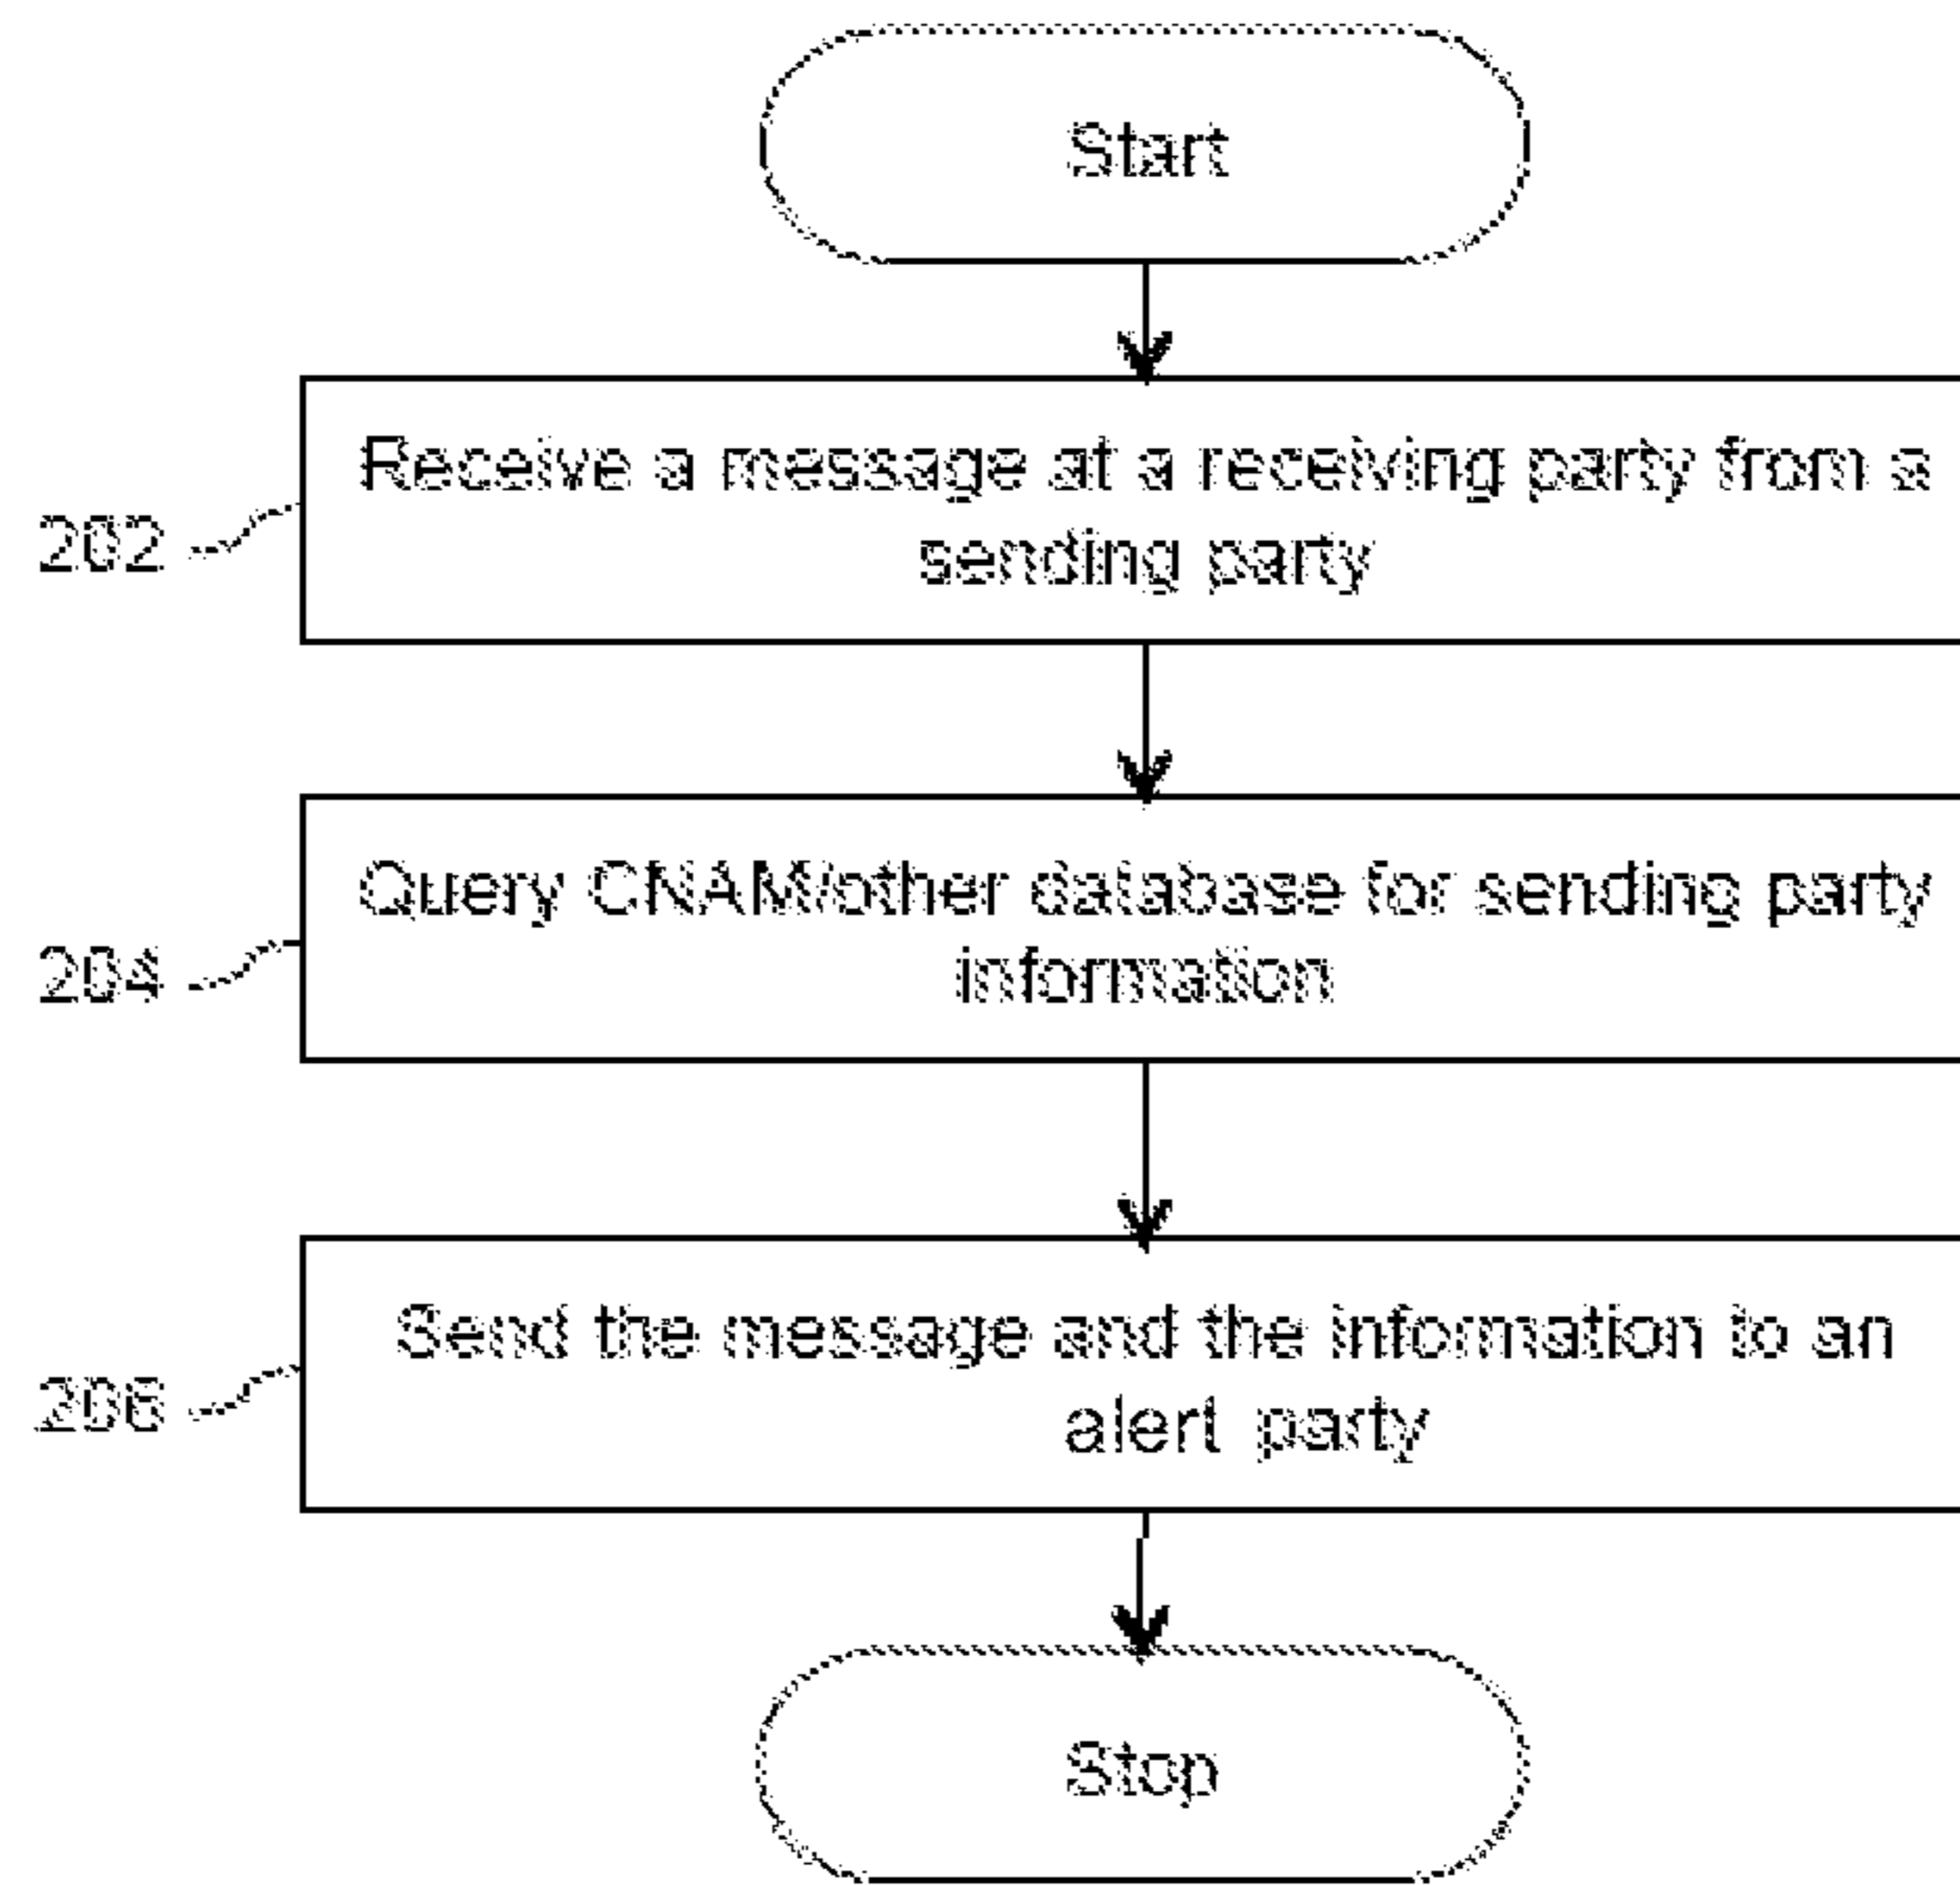 Start
Receive a message at a receiving party from a
sending party
202
Query CNAM/other database for sending party
information
204
Send the message and the information to an
alert party
206
Stop